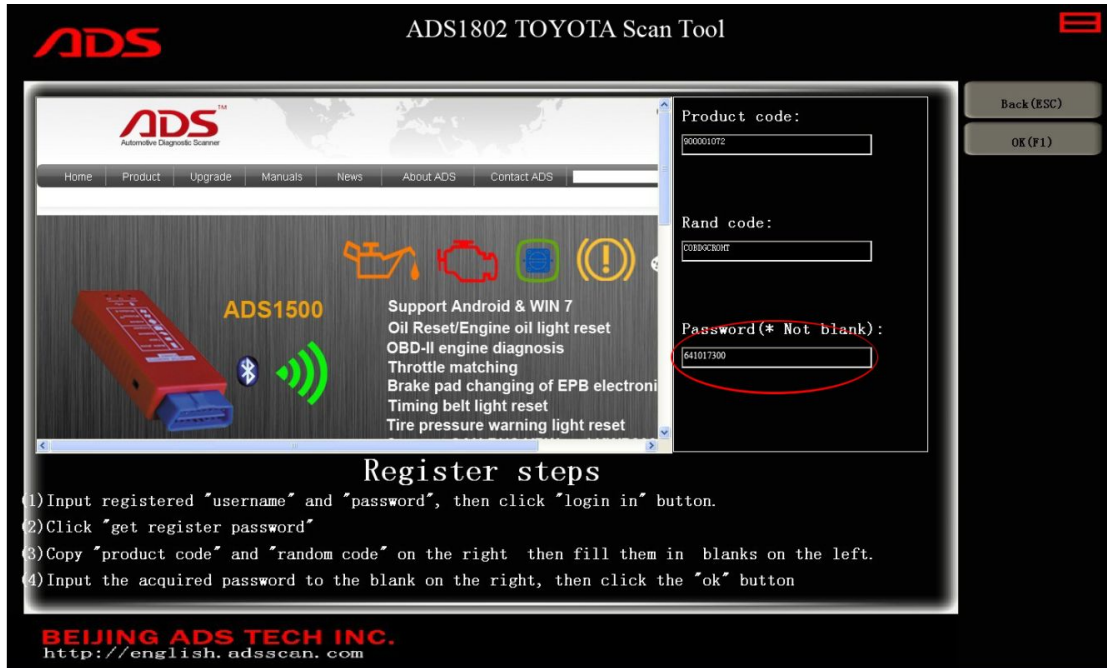 ADS
ADS1802 TOYOTA Scan Tool
Back(ESC)
OK(F1)
ADS TM
Automotive Diagnostic Scanner
Home Product Upgrade Manuals News About ADS Contact ADS
ADS1500
Support Android & WIN 7
Oil Reset/Engine oil light reset
OBD-II engine diagnosis
Throttle matching
Brake pad changing of EPB electroni
Timing belt light reset
Tire pressure warning light reset
Product code:
900001072
Rand code:
COBDGCROHT
Password(* Not blank):
641017300
Register steps
(1)Input registered "username" and "password", then click "login in" button.
(2)Click "get register password"
(3)Copy "product code" and "random code" on the right then fill them in blanks on the left.
(4)Input the acquired password to the blank on the right, then click the "ok" button
BEIJING ADS TECH INC.
http://english.adsscan.com